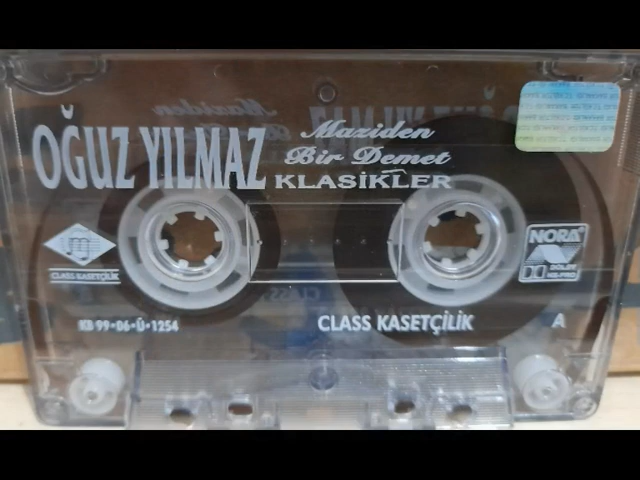 OĞUZ YILMAZ
Maziden
Bir Demet
KLASİKLER
CLASS KASETÇİLİK
NORA
DOLBY
KB 99·06·Ü·1254
CLASS KASETÇİLİK
A